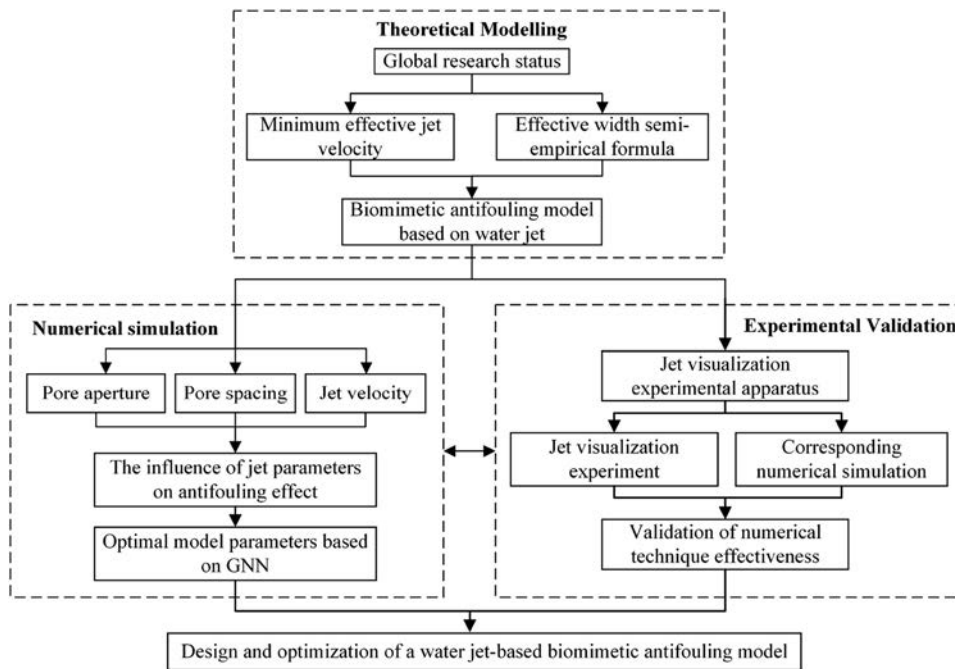 Theoretical Modelling
Global research status
Minimum effective jet
velocity
Effective width semi-
empirical formula
Biomimetic antifouling model
based on water jet
Numerical simulation
Pore aperture
Pore spacing
Jet velocity
The influence of jet parameters
on antifouling effect
Optimal model parameters based
on GNN
Experimental Validation
Jet visualization
experimental apparatus
Jet visualization
experiment
Corresponding
numerical simulation
Validation of numerical
technique effectiveness
Design and optimization of a water jet-based biomimetic antifouling model